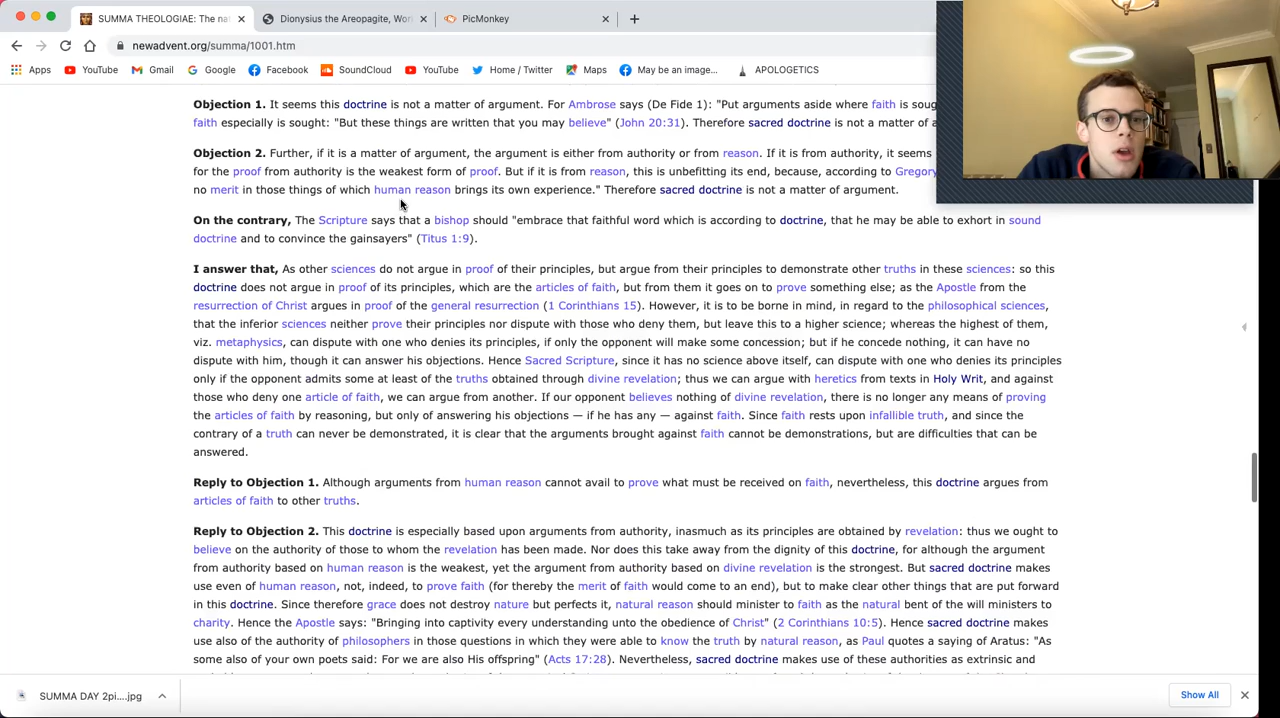 SUMMA THEOLOGIAE: The na
Dionysius the Areopagite, Wor
PicMonkey
newadvent.org/summa/1001.htm
Apps
YouTube
Gmail
Google
Facebook
SoundCloud
YouTube
Home / Twitter
Maps
May be an image...
APOLOGETICS
Objection 1. It seems this doctrine is not a matter of argument. For Ambrose says (De Fide 1): "Put arguments aside where faith is soug
faith especially is sought: "But these things are written that you may believe" (John 20:31). Therefore sacred doctrine is not a matter of a
Objection 2. Further, if it is a matter of argument, the argument is either from authority or from reason. If it is from authority, it seems
for the proof from authority is the weakest form of proof. But if it is from reason, this is unbefitting its end, because, according to Gregory
no merit in those things of which human reason brings its own experience." Therefore sacred doctrine is not a matter of argument.
On the contrary, The Scripture says that a bishop should "embrace that faithful word which is according to doctrine, that he may be able to exhort in sound
doctrine and to convince the gainsayers" (Titus 1:9).
I answer that, As other sciences do not argue in proof of their principles, but argue from their principles to demonstrate other truths in these sciences: so this
doctrine does not argue in proof of its principles, which are the articles of faith, but from them it goes on to prove something else; as the Apostle from the
resurrection of Christ argues in proof of the general resurrection (1 Corinthians 15). However, it is to be borne in mind, in regard to the philosophical sciences,
that the inferior sciences neither prove their principles nor dispute with those who deny them, but leave this to a higher science; whereas the highest of them,
viz. metaphysics, can dispute with one who denies its principles, if only the opponent will make some concession; but if he concede nothing, it can have no
dispute with him, though it can answer his objections. Hence Sacred Scripture, since it has no science above itself, can dispute with one who denies its principles
only if the opponent admits some at least of the truths obtained through divine revelation; thus we can argue with heretics from texts in Holy Writ, and against
those who deny one article of faith, we can argue from another. If our opponent believes nothing of divine revelation, there is no longer any means of proving
the articles of faith by reasoning, but only of answering his objections — if he has any — against faith. Since faith rests upon infallible truth, and since the
contrary of a truth can never be demonstrated, it is clear that the arguments brought against faith cannot be demonstrations, but are difficulties that can be
answered.
Reply to Objection 1. Although arguments from human reason cannot avail to prove what must be received on faith, nevertheless, this doctrine argues from
articles of faith to other truths.
Reply to Objection 2. This doctrine is especially based upon arguments from authority, inasmuch as its principles are obtained by revelation: thus we ought to
believe on the authority of those to whom the revelation has been made. Nor does this take away from the dignity of this doctrine, for although the argument
from authority based on human reason is the weakest, yet the argument from authority based on divine revelation is the strongest. But sacred doctrine makes
use even of human reason, not, indeed, to prove faith (for thereby the merit of faith would come to an end), but to make clear other things that are put forward
in this doctrine. Since therefore grace does not destroy nature but perfects it, natural reason should minister to faith as the natural bent of the will ministers to
charity. Hence the Apostle says: "Bringing into captivity every understanding unto the obedience of Christ" (2 Corinthians 10:5). Hence sacred doctrine makes
use also of the authority of philosophers in those questions in which they were able to know the truth by natural reason, as Paul quotes a saying of Aratus: "As
some also of your own poets said: For we are also His offspring" (Acts 17:28). Nevertheless, sacred doctrine makes use of these authorities as extrinsic and
SUMMA DAY 2pi....jpg
Show All